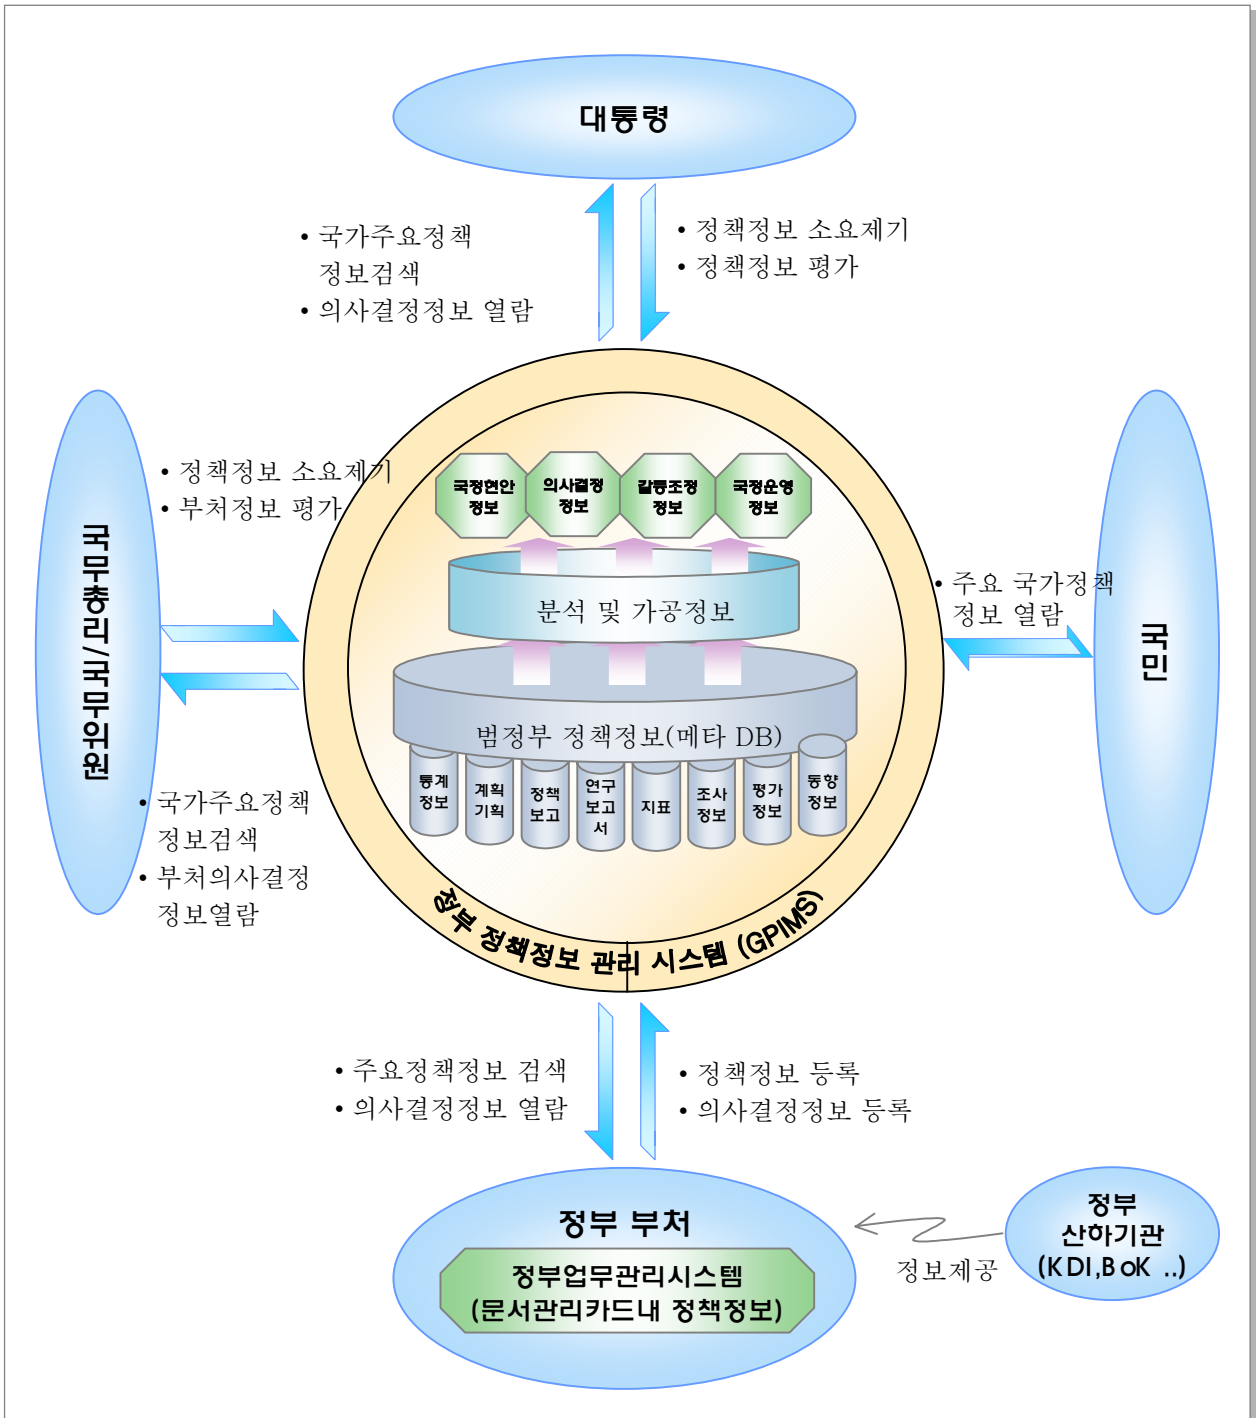 대통령
• 국가주요정책
정보검색
• 의사결정정보 열람
• 정책정보 소요제기
• 정책정보 평가
• 정책정보 소요제기
• 부처정보 평가
국무총리/국무위원
• 국가주요정책
정보검색
• 부처의사결정
정보열람
국정현안
정보
의사결정
정보
갈등조정
정보
국정운영
정보
분석 및 가공정보
범정부 정책정보(메타 DB)
통계
정보
계획
기획
정책
보고
연구
보고
서
지표
조사
정보
평가
정보
동향
정보
정부 정책정보 관리 시스템 (GPIMS)
• 주요 국가정책
정보 열람
국민
• 주요정책정보 검색
• 의사결정정보 열람
• 정책정보 등록
• 의사결정정보 등록
정부 부처
정부업무관리시스템
(문서관리카드내 정책정보)
정보제공
정부
산하기관
(KDI,BoK ..)